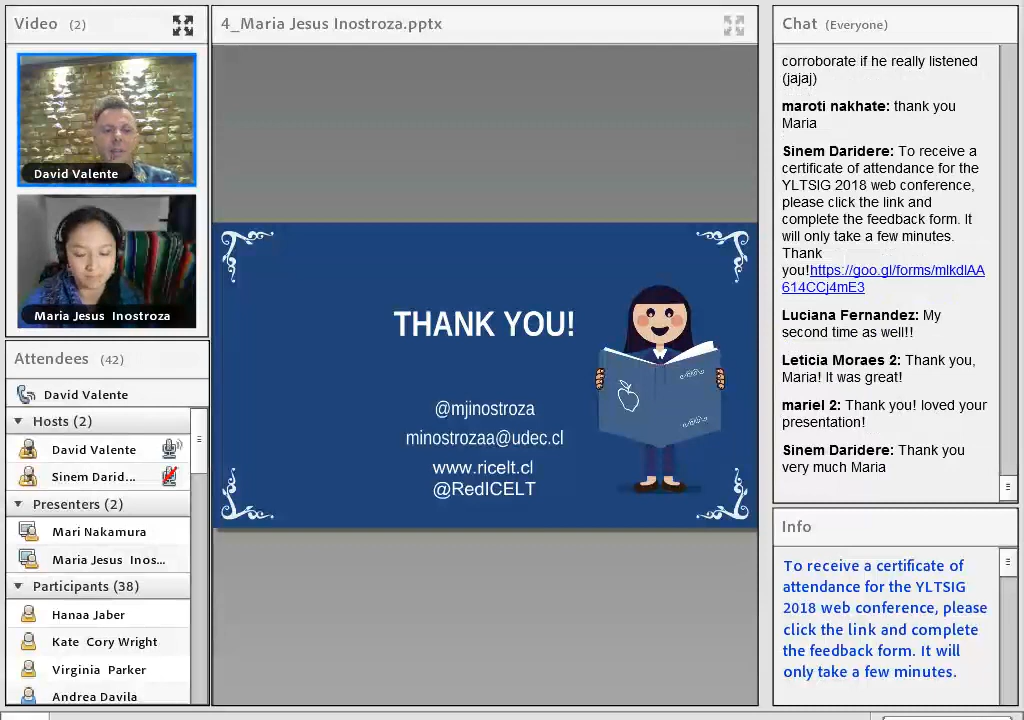 Video (2)
David Valente
Maria Jesus Inostroza
Attendees (42)
David Valente
Hosts (2)
David Valente
Sinem Darid...
Presenters (2)
Mari Nakamura
Maria Jesus Inos...
Participants (38)
Hanaa Jaber
Kate Cory Wright
Virginia Parker
Andrea Davila
4_Maria Jesus Inostroza.pptx
THANK YOU!
@mjinostroza
minostrozaa@udec.cl
www.ricelt.cl
@RedICELT
Chat (Everyone)
corroborate if he really listened
(jajaj)
maroti nakhate: thank you
Maria
Sinem Daridere: To receive a
certificate of attendance for the
YLTSIG 2018 web conference,
please click the link and
complete the feedback form. It
will only take a few minutes.
Thank
you!https://goo.gl/forms/mlkdlAA
614CCj4mE3
Luciana Fernandez: My
second time as well!!
Leticia Moraes 2: Thank you,
Maria! It was great!
mariel 2: Thank you! loved your
presentation!
Sinem Daridere: Thank you
very much Maria
Info
To receive a certificate of
attendance for the YLTSIG
2018 web conference, please
click the link and complete
the feedback form. It will
only take a few minutes.